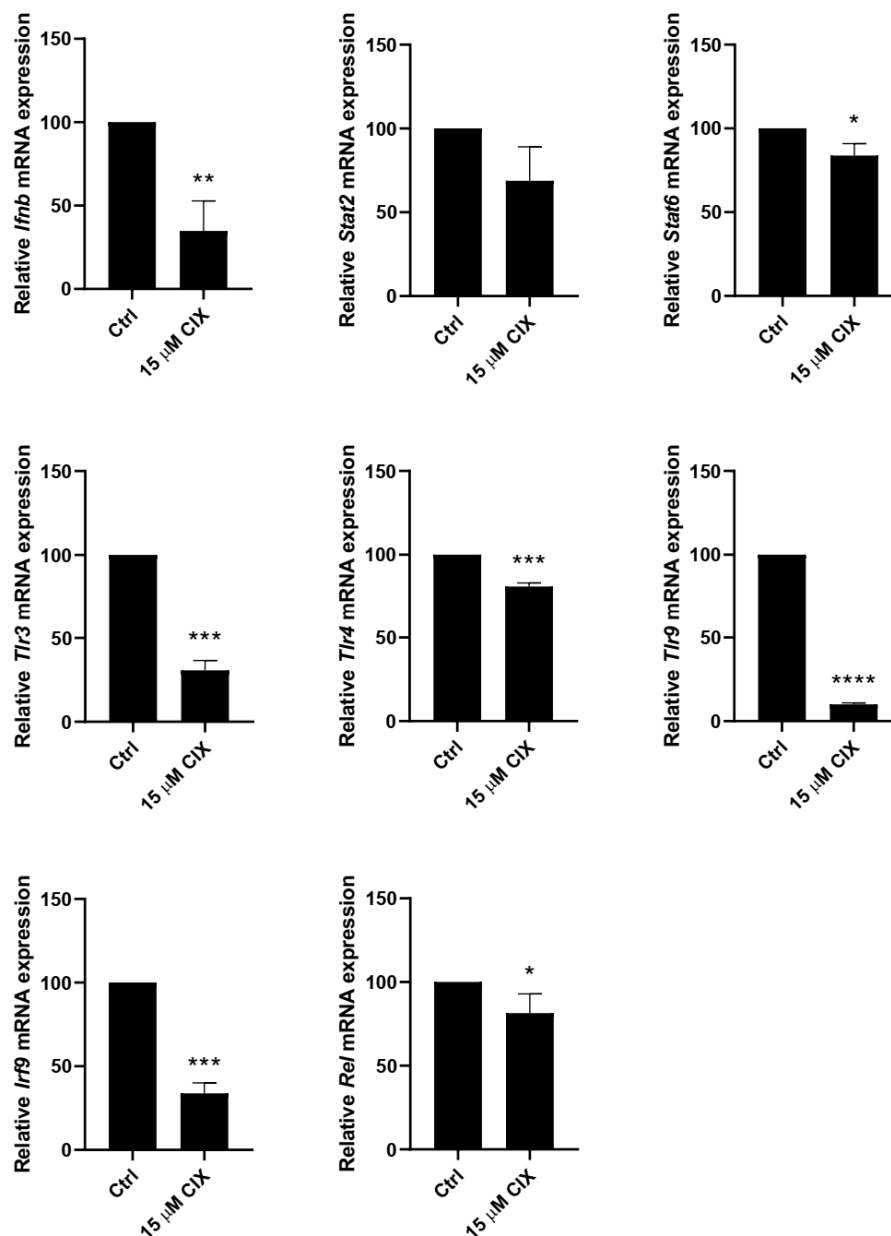 Relative Ifnb mRNA expression
150
100
50
0
**
Ctrl
15 μM CIX
Relative Stat2 mRNA expression
150
100
50
0
Ctrl
15 μM CIX
Relative Stat6 mRNA expression
150
100
50
0
*
Ctrl
15 μM CIX
Relative Tlr3 mRNA expression
150
100
50
0
***
Ctrl
15 μM CIX
Relative Tlr4 mRNA expression
150
100
50
0
***
Ctrl
15 μM CIX
Relative Tlr9 mRNA expression
150
100
50
0
****
Ctrl
15 μM CIX
Relative Irf9 mRNA expression
150
100
50
0
***
Ctrl
15 μM CIX
Relative Rel mRNA expression
150
100
50
0
*
Ctrl
15 μM CIX